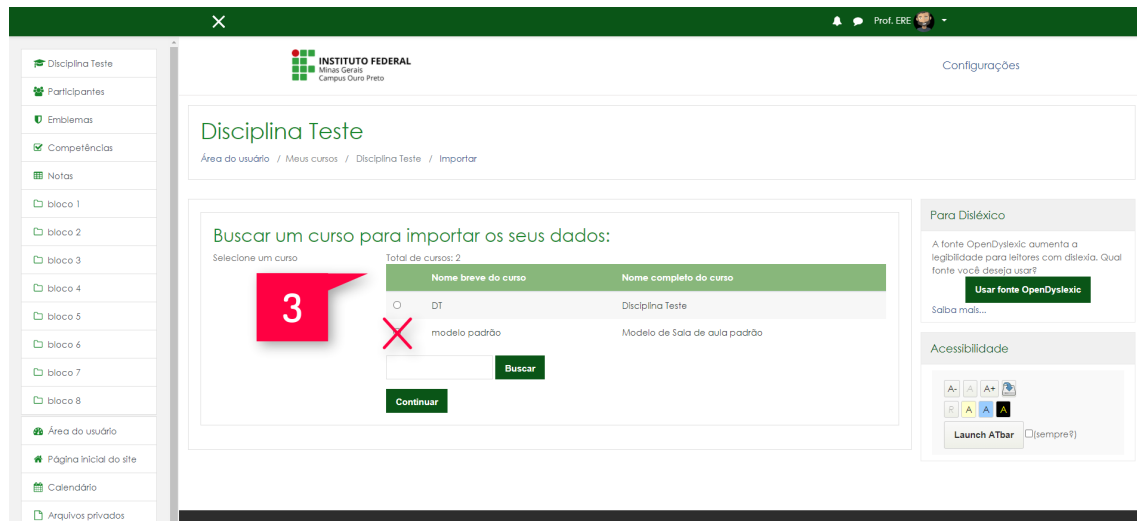 Prof. ERE
Disciplina Teste
Participantes
Emblemas
Competências
Notas
bloco 1
bloco 2
bloco 3
bloco 4
bloco 5
bloco 6
bloco 7
bloco 8
Área do usuário
Página inicial do site
Calendário
Arquivos privados
INSTITUTO FEDERAL
Minas Gerais
Campus Ouro Preto
Configurações
Disciplina Teste
Área do usuário / Meus cursos / Disciplina Teste / Importar
Buscar um curso para importar os seus dados:
Selecione um curso
Total de cursos: 2
3
Nome breve do curso Nome completo do curso
DT Disciplina Teste
modelo padrão Modelo de Sala de aula padrão
Buscar
Continuar
Para Disléxico
A fonte OpenDyslexic aumenta a
legibilidade para leitores com dislexia. Qual
fonte você deseja usar?
Usar fonte OpenDyslexic
Saiba mais...
Acessibilidade
A- A A+
R A A A
Launch ATbar (sempre?)